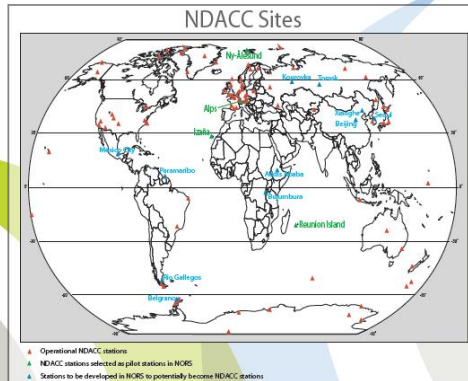 NDACC Sites
Ny-Alesund
Kourovka
Tomsk
Alps
Xianghe
Seoul
Beijing
Izaña
Mexico City
Paramaribo
Addis Ababa
Bujumbura
Reunion Island
Rio Gallegos
Belgrano
Operational NDACC stations
NDACC stations selected as pilot stations in NORS
Stations to be developed in NORS to potentially become NDACC stations